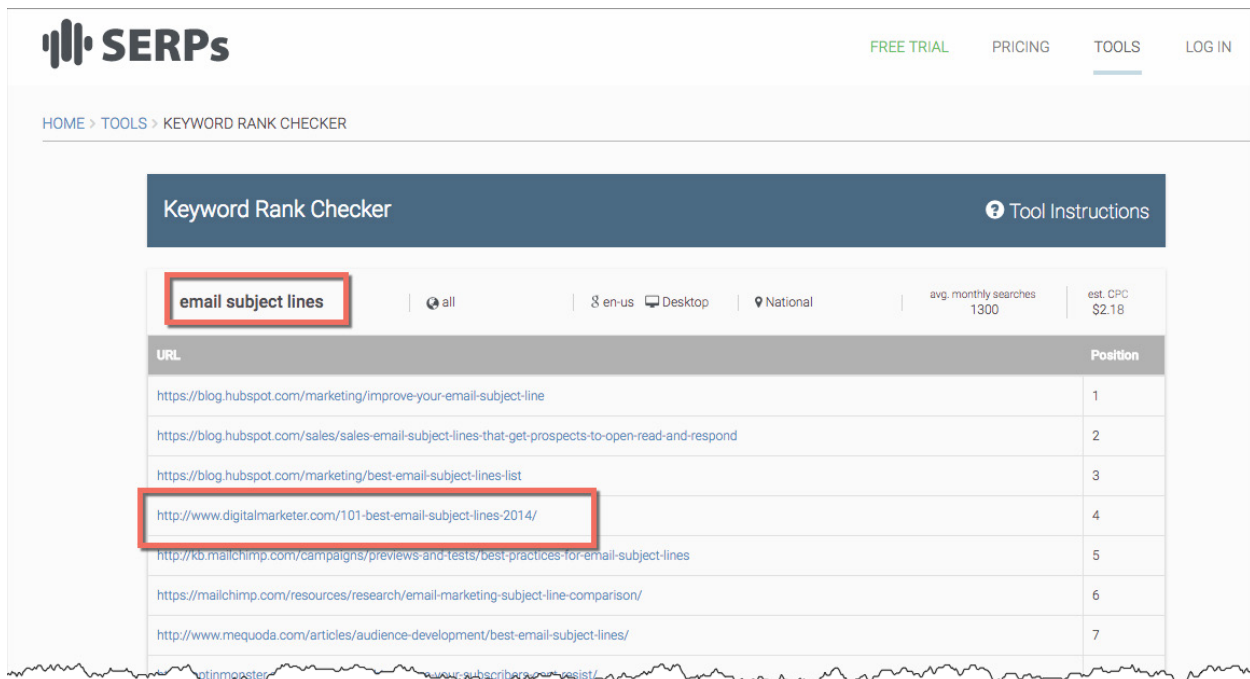 SERPs
FREE TRIAL PRICING TOOLS LOG IN
HOME > TOOLS > KEYWORD RANK CHECKER
Keyword Rank Checker Tool Instructions
email subject lines all en-us Desktop National avg. monthly searches 1300 est. CPC $2.18
URL Position
https://blog.hubspot.com/marketing/improve-your-email-subject-line 1
https://blog.hubspot.com/sales/sales-email-subject-lines-that-get-prospects-to-open-read-and-respond 2
https://blog.hubspot.com/marketing/best-email-subject-lines-list 3
http://www.digitalmarketer.com/101-best-email-subject-lines-2014/ 4
http://kb.mailchimp.com/campaigns/previews-and-tests/best-practices-for-email-subject-lines 5
https://mailchimp.com/resources/research/email-marketing-subject-line-comparison/ 6
http://www.mequoda.com/articles/audience-development/best-email-subject-lines/ 7